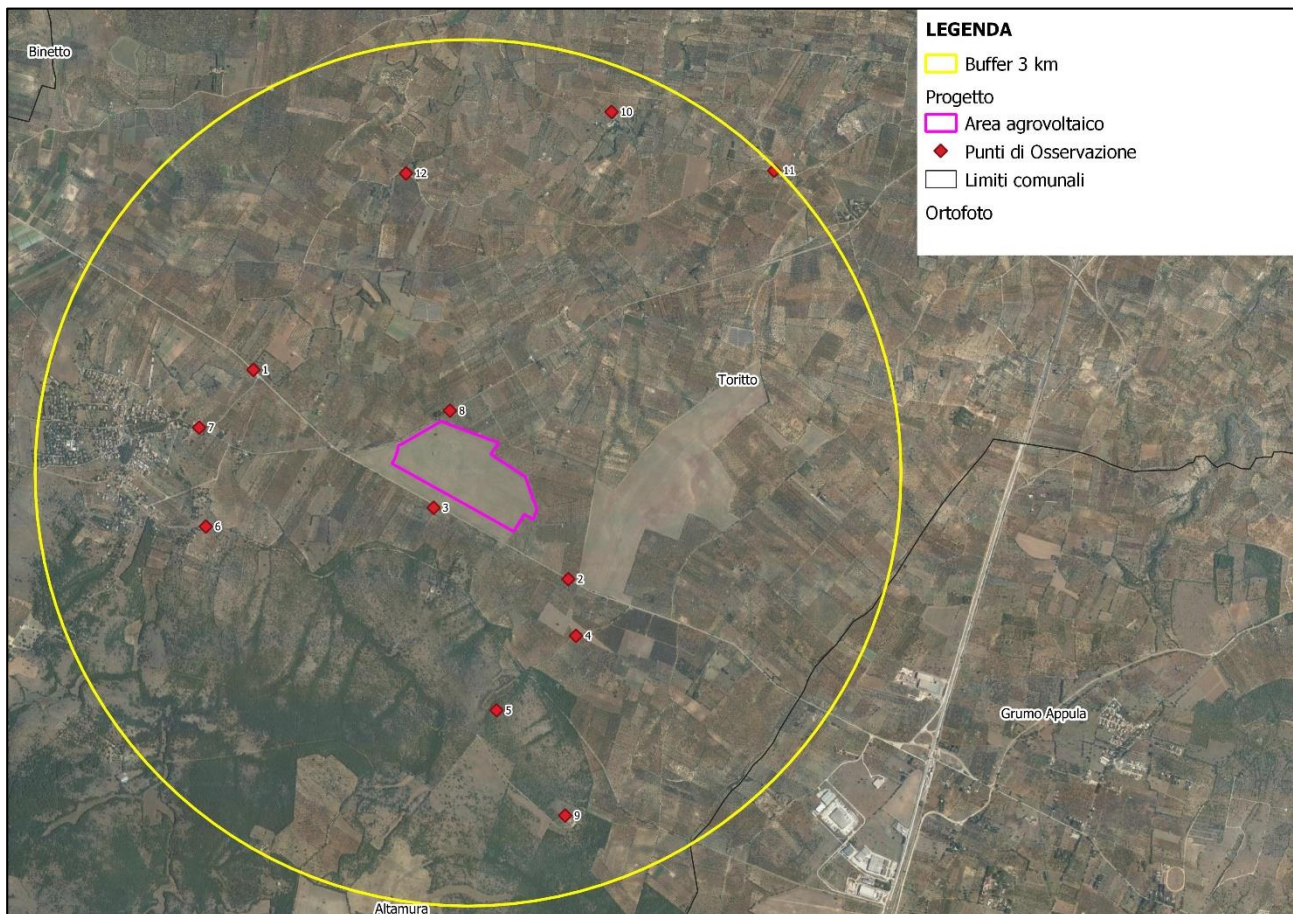 LEGENDA
Buffer 3 km
Progetto
Area agrovoltaico
Punti di Osservazione
Limiti comunali
Ortofoto
Binetto
10
11
12
1
8
Toritto
7
3
6
2
4
5
Grumo Appula
9
Altamura